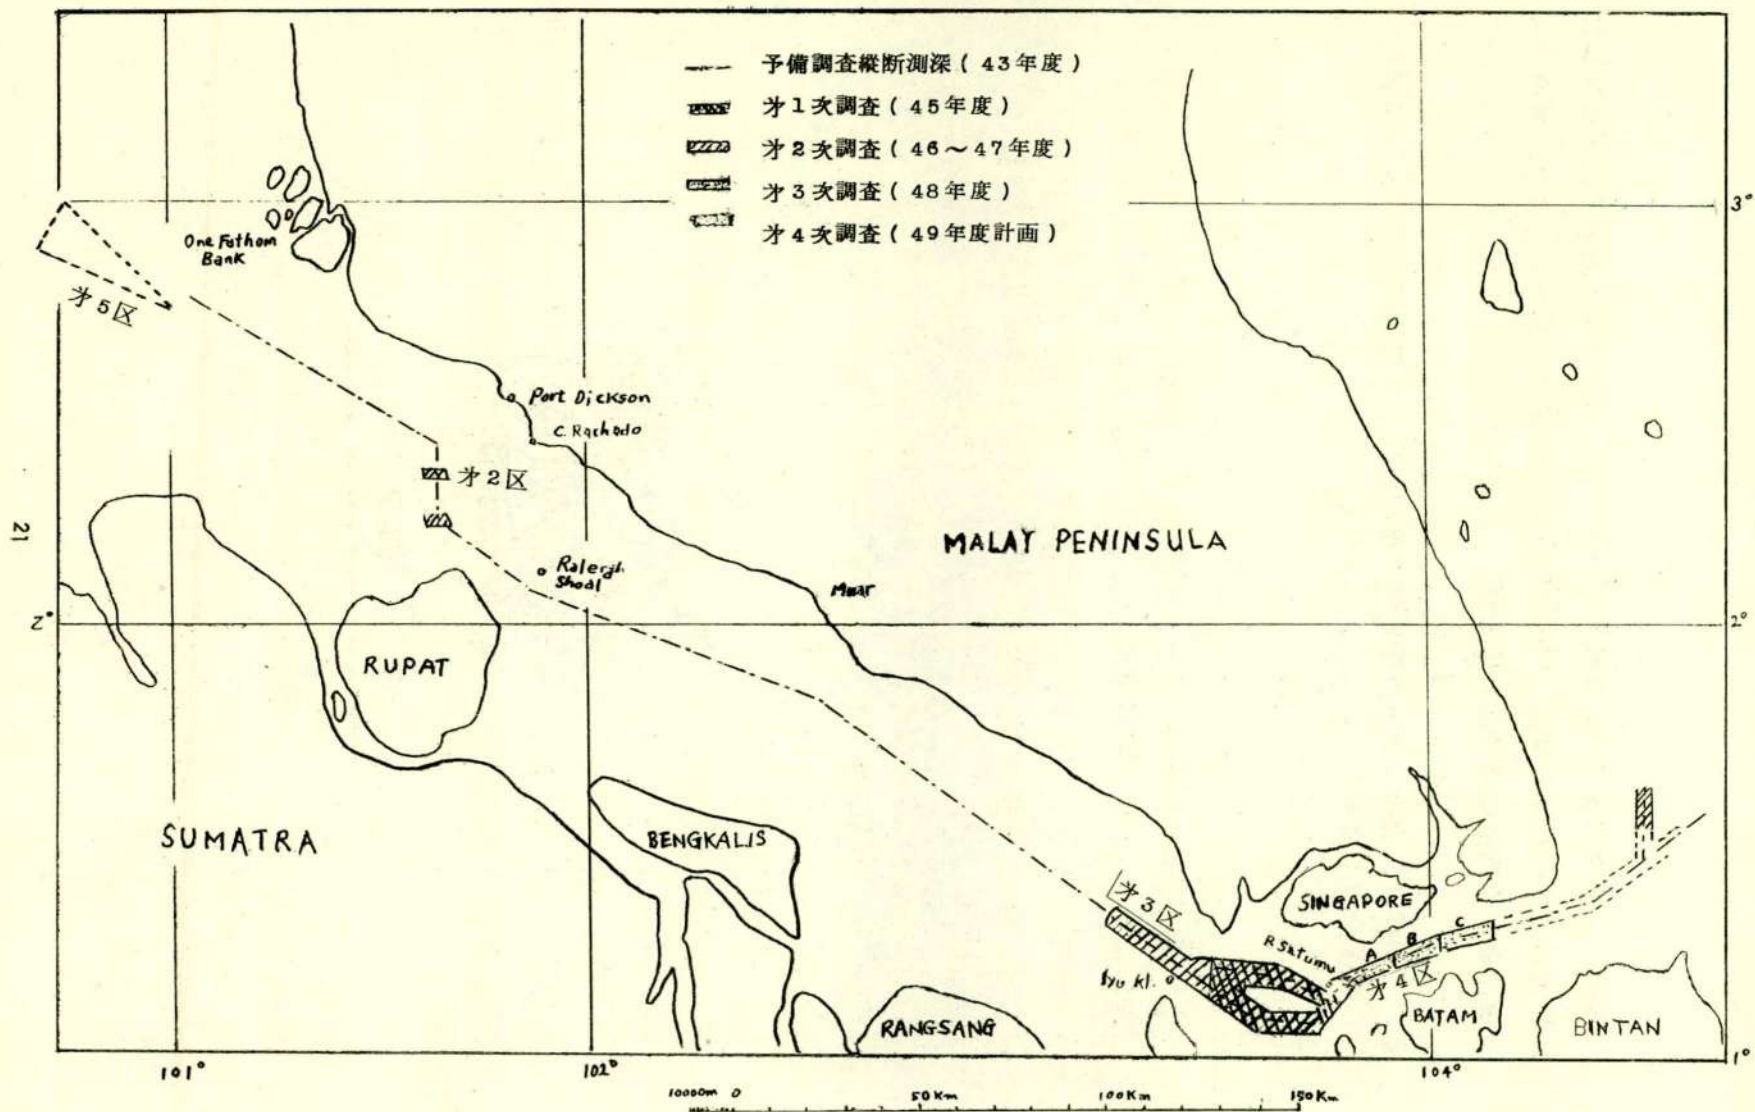 予備調査縦断測深（43年度）
才1次調査（45年度）
才2次調査（46～47年度）
才3次調査（48年度）
才4次調査（49年度計画）
3°
One Fathom
Bank
才5区
Port Dickson
C. Rachado
才2区
21
MALAY PENINSULA
Raleigh
Shoal
Muar
2°
2°
RUPAT
SUMATRA
BENGKALIS
才3区
SINGAPORE
R Satumu
A
B
C
Iyu Kl.
才4区
RANGSANG
BATAM
BINTAN
1°
101°
102°
104°
10000m 0
50Km
100Km
150Km